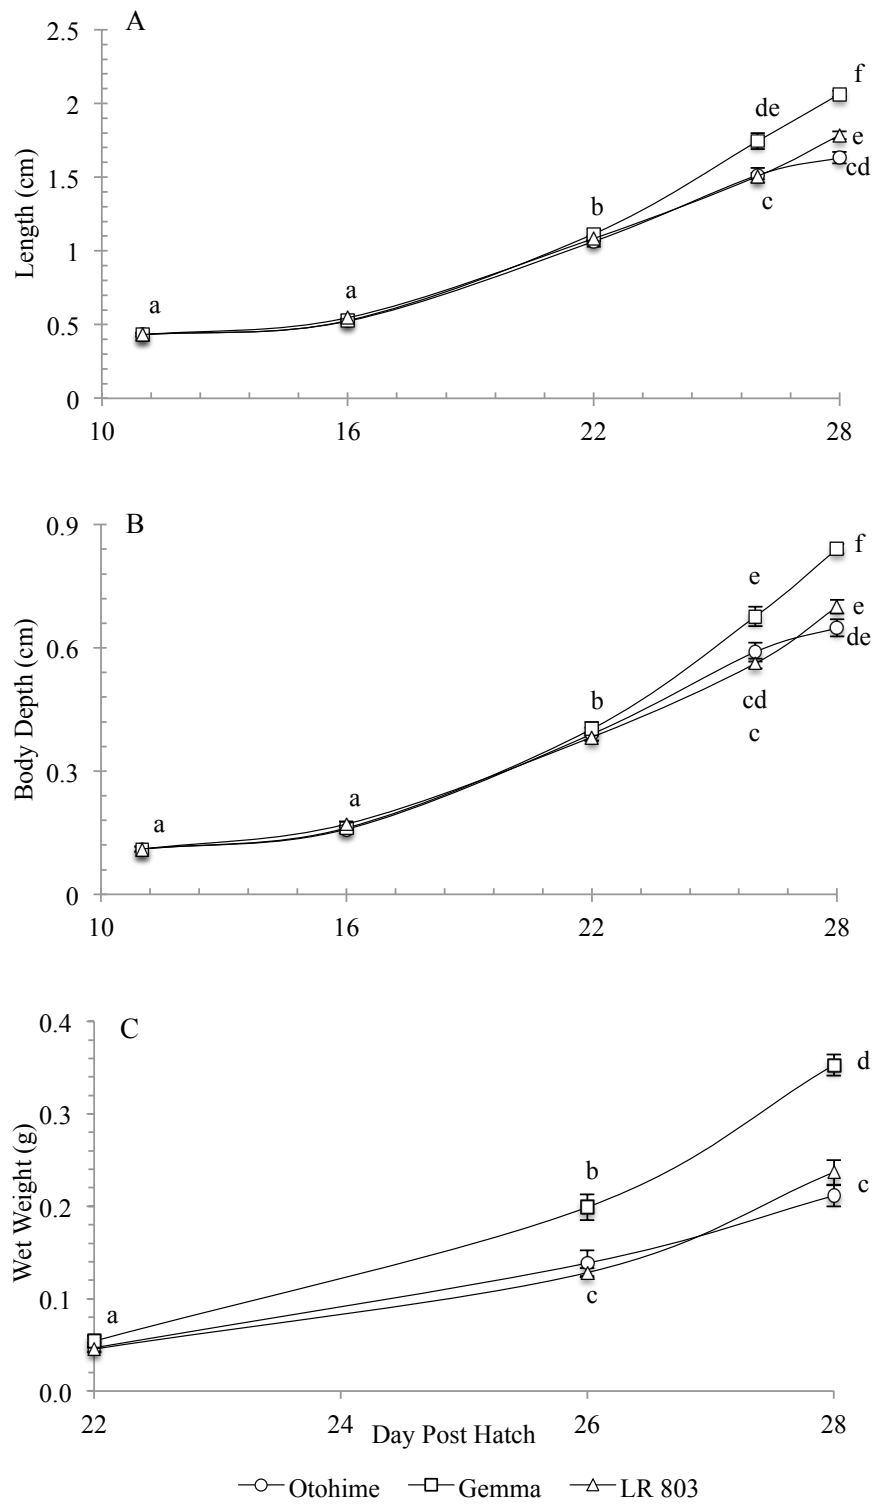 A
2.5
2
1.5
1
0.5
0
Length (cm)
a
a
b
de
c
f
e
cd
10 16 22 28
B
0.9
0.6
0.3
0
Body Depth (cm)
a
a
b
e
cd
c
f
e
de
10 16 22 28
C
0.4
0.3
0.2
0.1
0.0
Wet Weight (g)
a
b
c
d
c
22 24 26 28
Day Post Hatch
Otohime Gemma LR 803